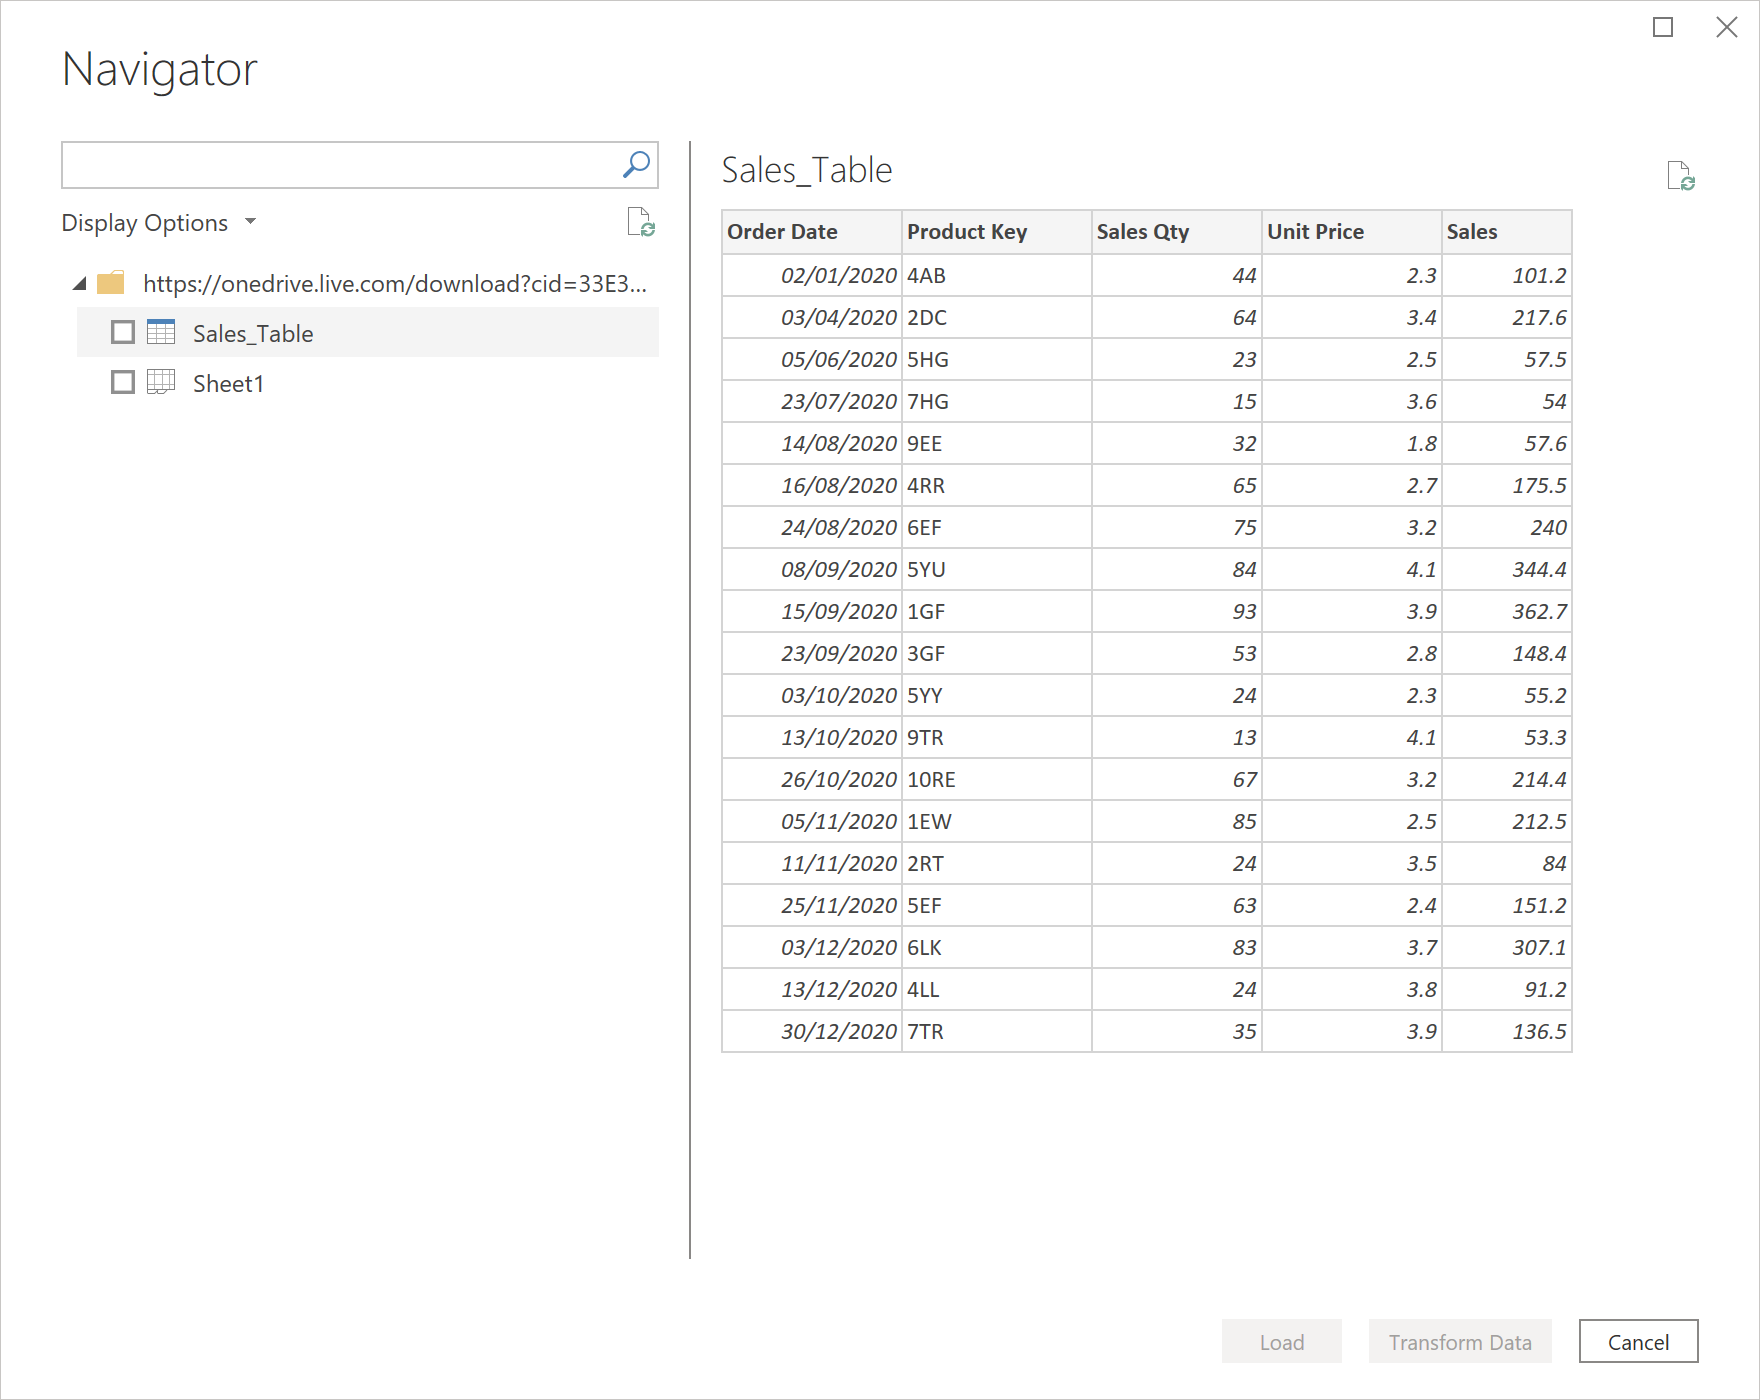 Navigator
Display Options
https://onedrive.live.com/download?cid=33E3...
Sales_Table
Sheet1
Sales_Table
Order Date Product Key Sales Qty Unit Price Sales
02/01/2020 4AB 44 2.3 101.2
03/04/2020 2DC 64 3.4 217.6
05/06/2020 5HG 23 2.5 57.5
23/07/2020 7HG 15 3.6 54
14/08/2020 9EE 32 1.8 57.6
16/08/2020 4RR 65 2.7 175.5
24/08/2020 6EF 75 3.2 240
08/09/2020 5YU 84 4.1 344.4
15/09/2020 1GF 93 3.9 362.7
23/09/2020 3GF 53 2.8 148.4
03/10/2020 5YY 24 2.3 55.2
13/10/2020 9TR 13 4.1 53.3
26/10/2020 10RE 67 3.2 214.4
05/11/2020 1EW 85 2.5 212.5
11/11/2020 2RT 24 3.5 84
25/11/2020 5EF 63 2.4 151.2
03/12/2020 6LK 83 3.7 307.1
13/12/2020 4LL 24 3.8 91.2
30/12/2020 7TR 35 3.9 136.5
Load Transform Data Cancel